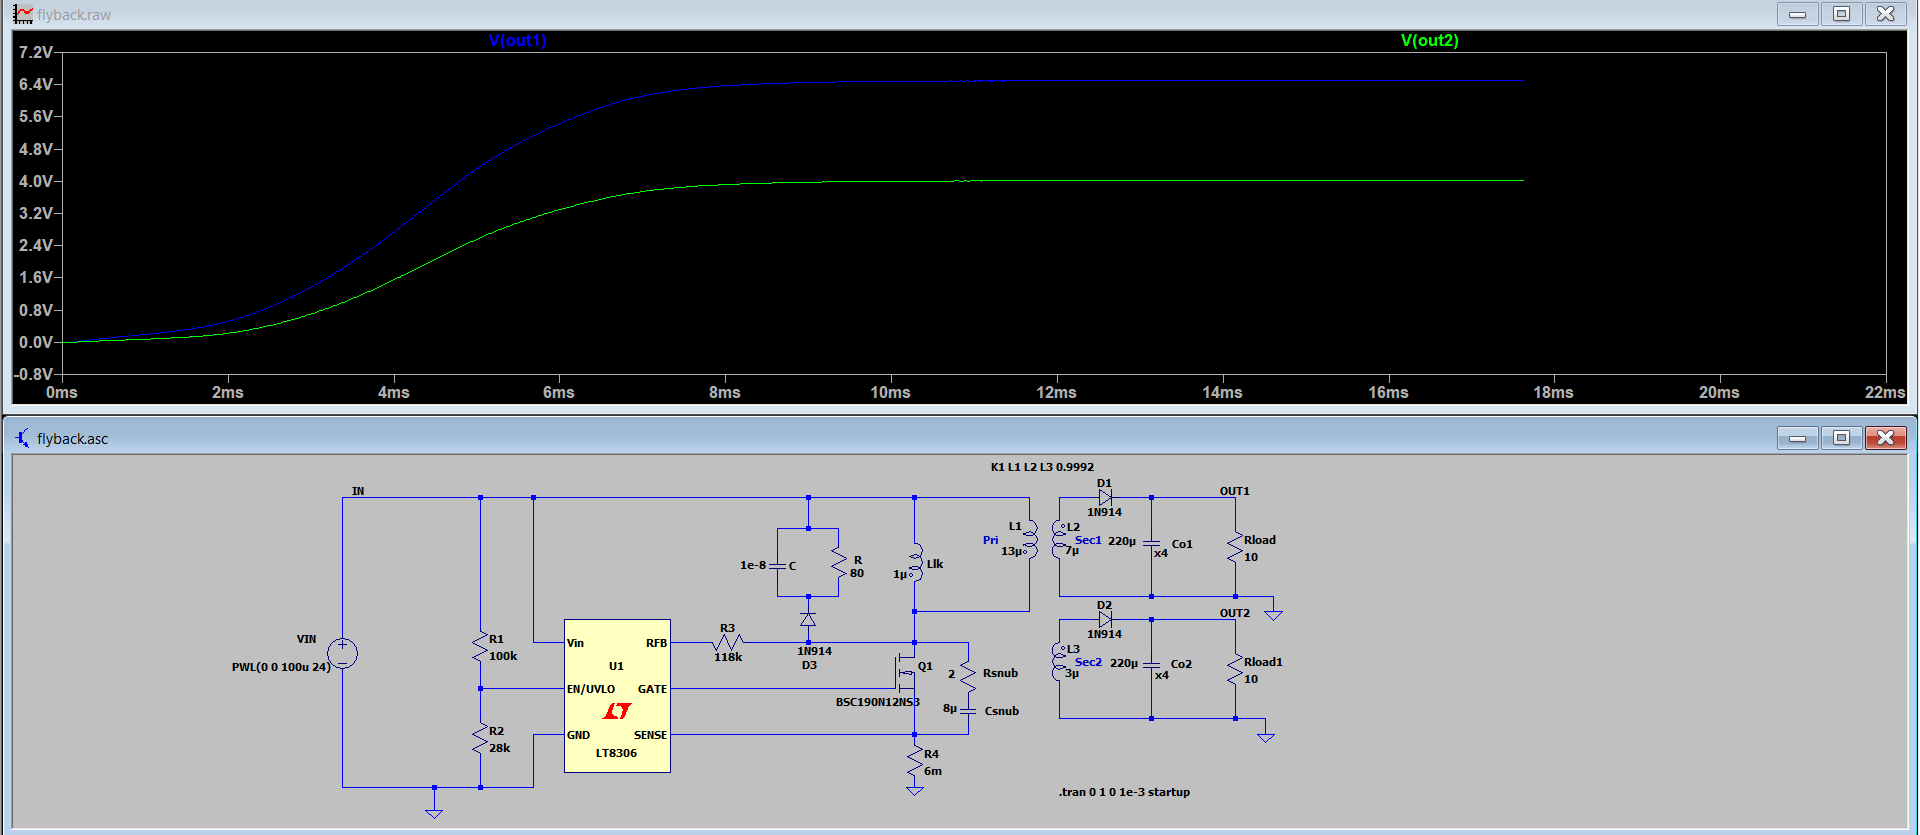 flyback.raw
V(out1)
V(out2)
7.2V
6.4V
5.6V
4.8V
4.0V
3.2V
2.4V
1.6V
0.8V
0.0V
-0.8V
0ms 2ms 4ms 6ms 8ms 10ms 12ms 14ms 16ms 18ms 20ms 22ms
flyback.asc
K1 L1 L2 L3 0.9992
IN
VIN
PWL(0 0 100u 24)
R1
100k
R2
28k
Vin
EN/UVLO
GND
U1
RFB
GATE
SENSE
LT8306
R3
118k
1e-8
C
R
80
1N914
D3
1µ
Llk
Pri
L1
13µ
L2
Sec1
7µ
D1
1N914
220µ
x4
Co1
OUT1
Rload
10
D2
1N914
L3
Sec2
3µ
220µ
x4
Co2
OUT2
Rload1
10
Q1
BSC190N12NS3
2
Rsnub
8µ
Csnub
R4
6m
.tran 0 1 0 1e-3 startup